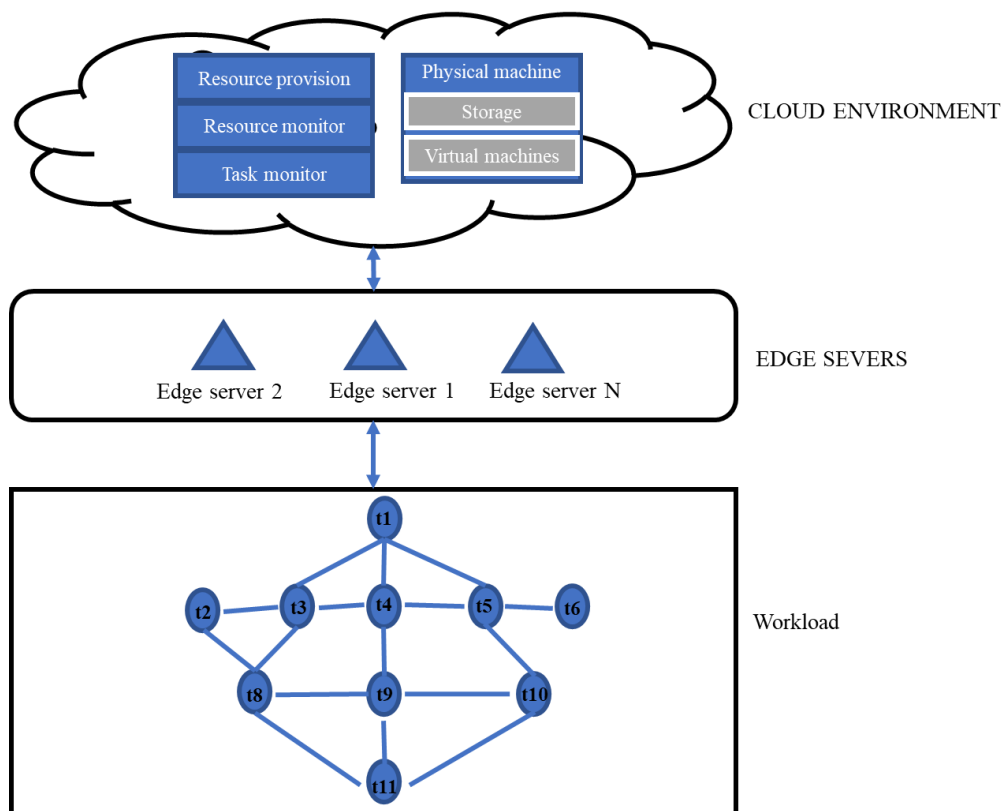 Resource provision
Resource monitor
Task monitor
Physical machine
Storage
Virtual machines
CLOUD ENVIRONMENT
Edge server 2
Edge server 1
Edge server N
EDGE SEVERS
t1
t2
t3
t4
t5
t6
Workload
t8
t9
t10
t11